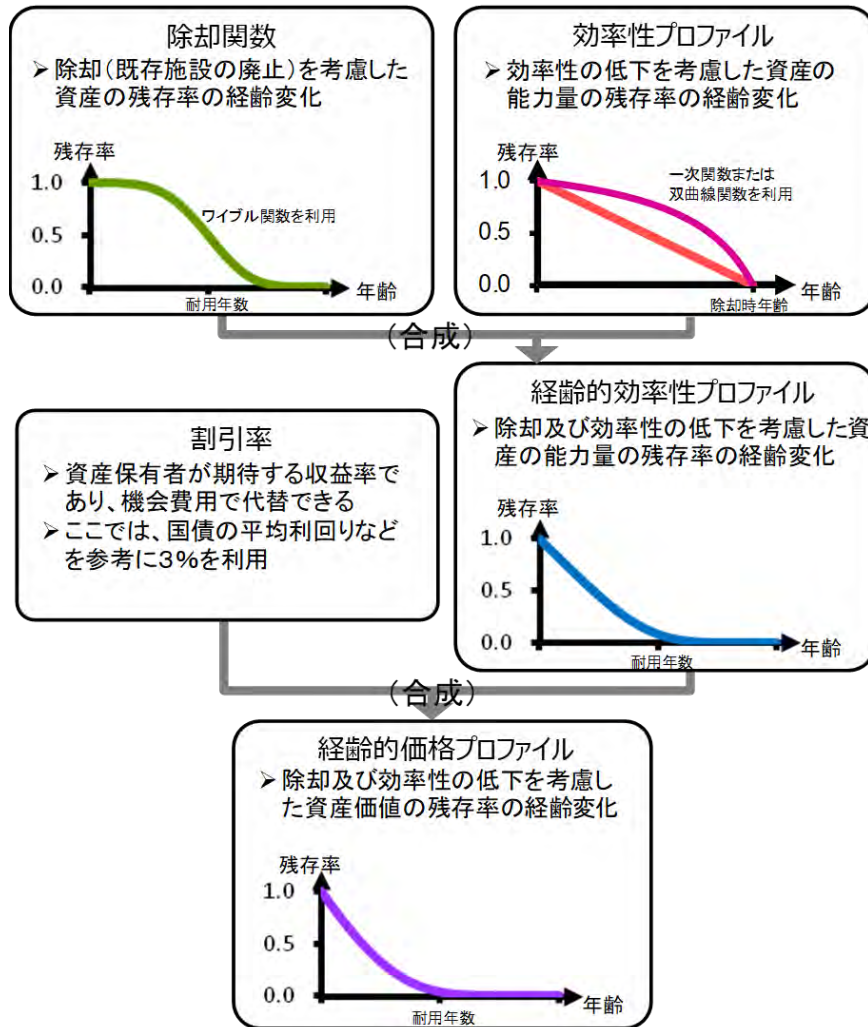 除却関数
➢ 除却（既存施設の廃止）を考慮した
資産の残存率の経齢変化
残存率
1.0
0.5
0.0
ワイブル関数を利用
耐用年数
年齢
効率性プロファイル
➢ 効率性の低下を考慮した資産の
能力量の残存率の経齢変化
残存率
1.0
0.5
0.0
一次関数または
双曲線関数を利用
除却時年齢
年齢
（合成）
割引率
➢ 資産保有者が期待する収益率で
あり、機会費用で代替できる
➢ ここでは、国債の平均利回りなど
を参考に３％を利用
経齢的効率性プロファイル
➢ 除却及び効率性の低下を考慮した資
産の能力量の残存率の経齢変化
残存率
1.0
0.5
0.0
耐用年数
年齢
（合成）
経齢的価格プロファイル
➢ 除却及び効率性の低下を考慮し
た資産価値の残存率の経齢変化
残存率
1.0
0.5
0.0
耐用年数
年齢